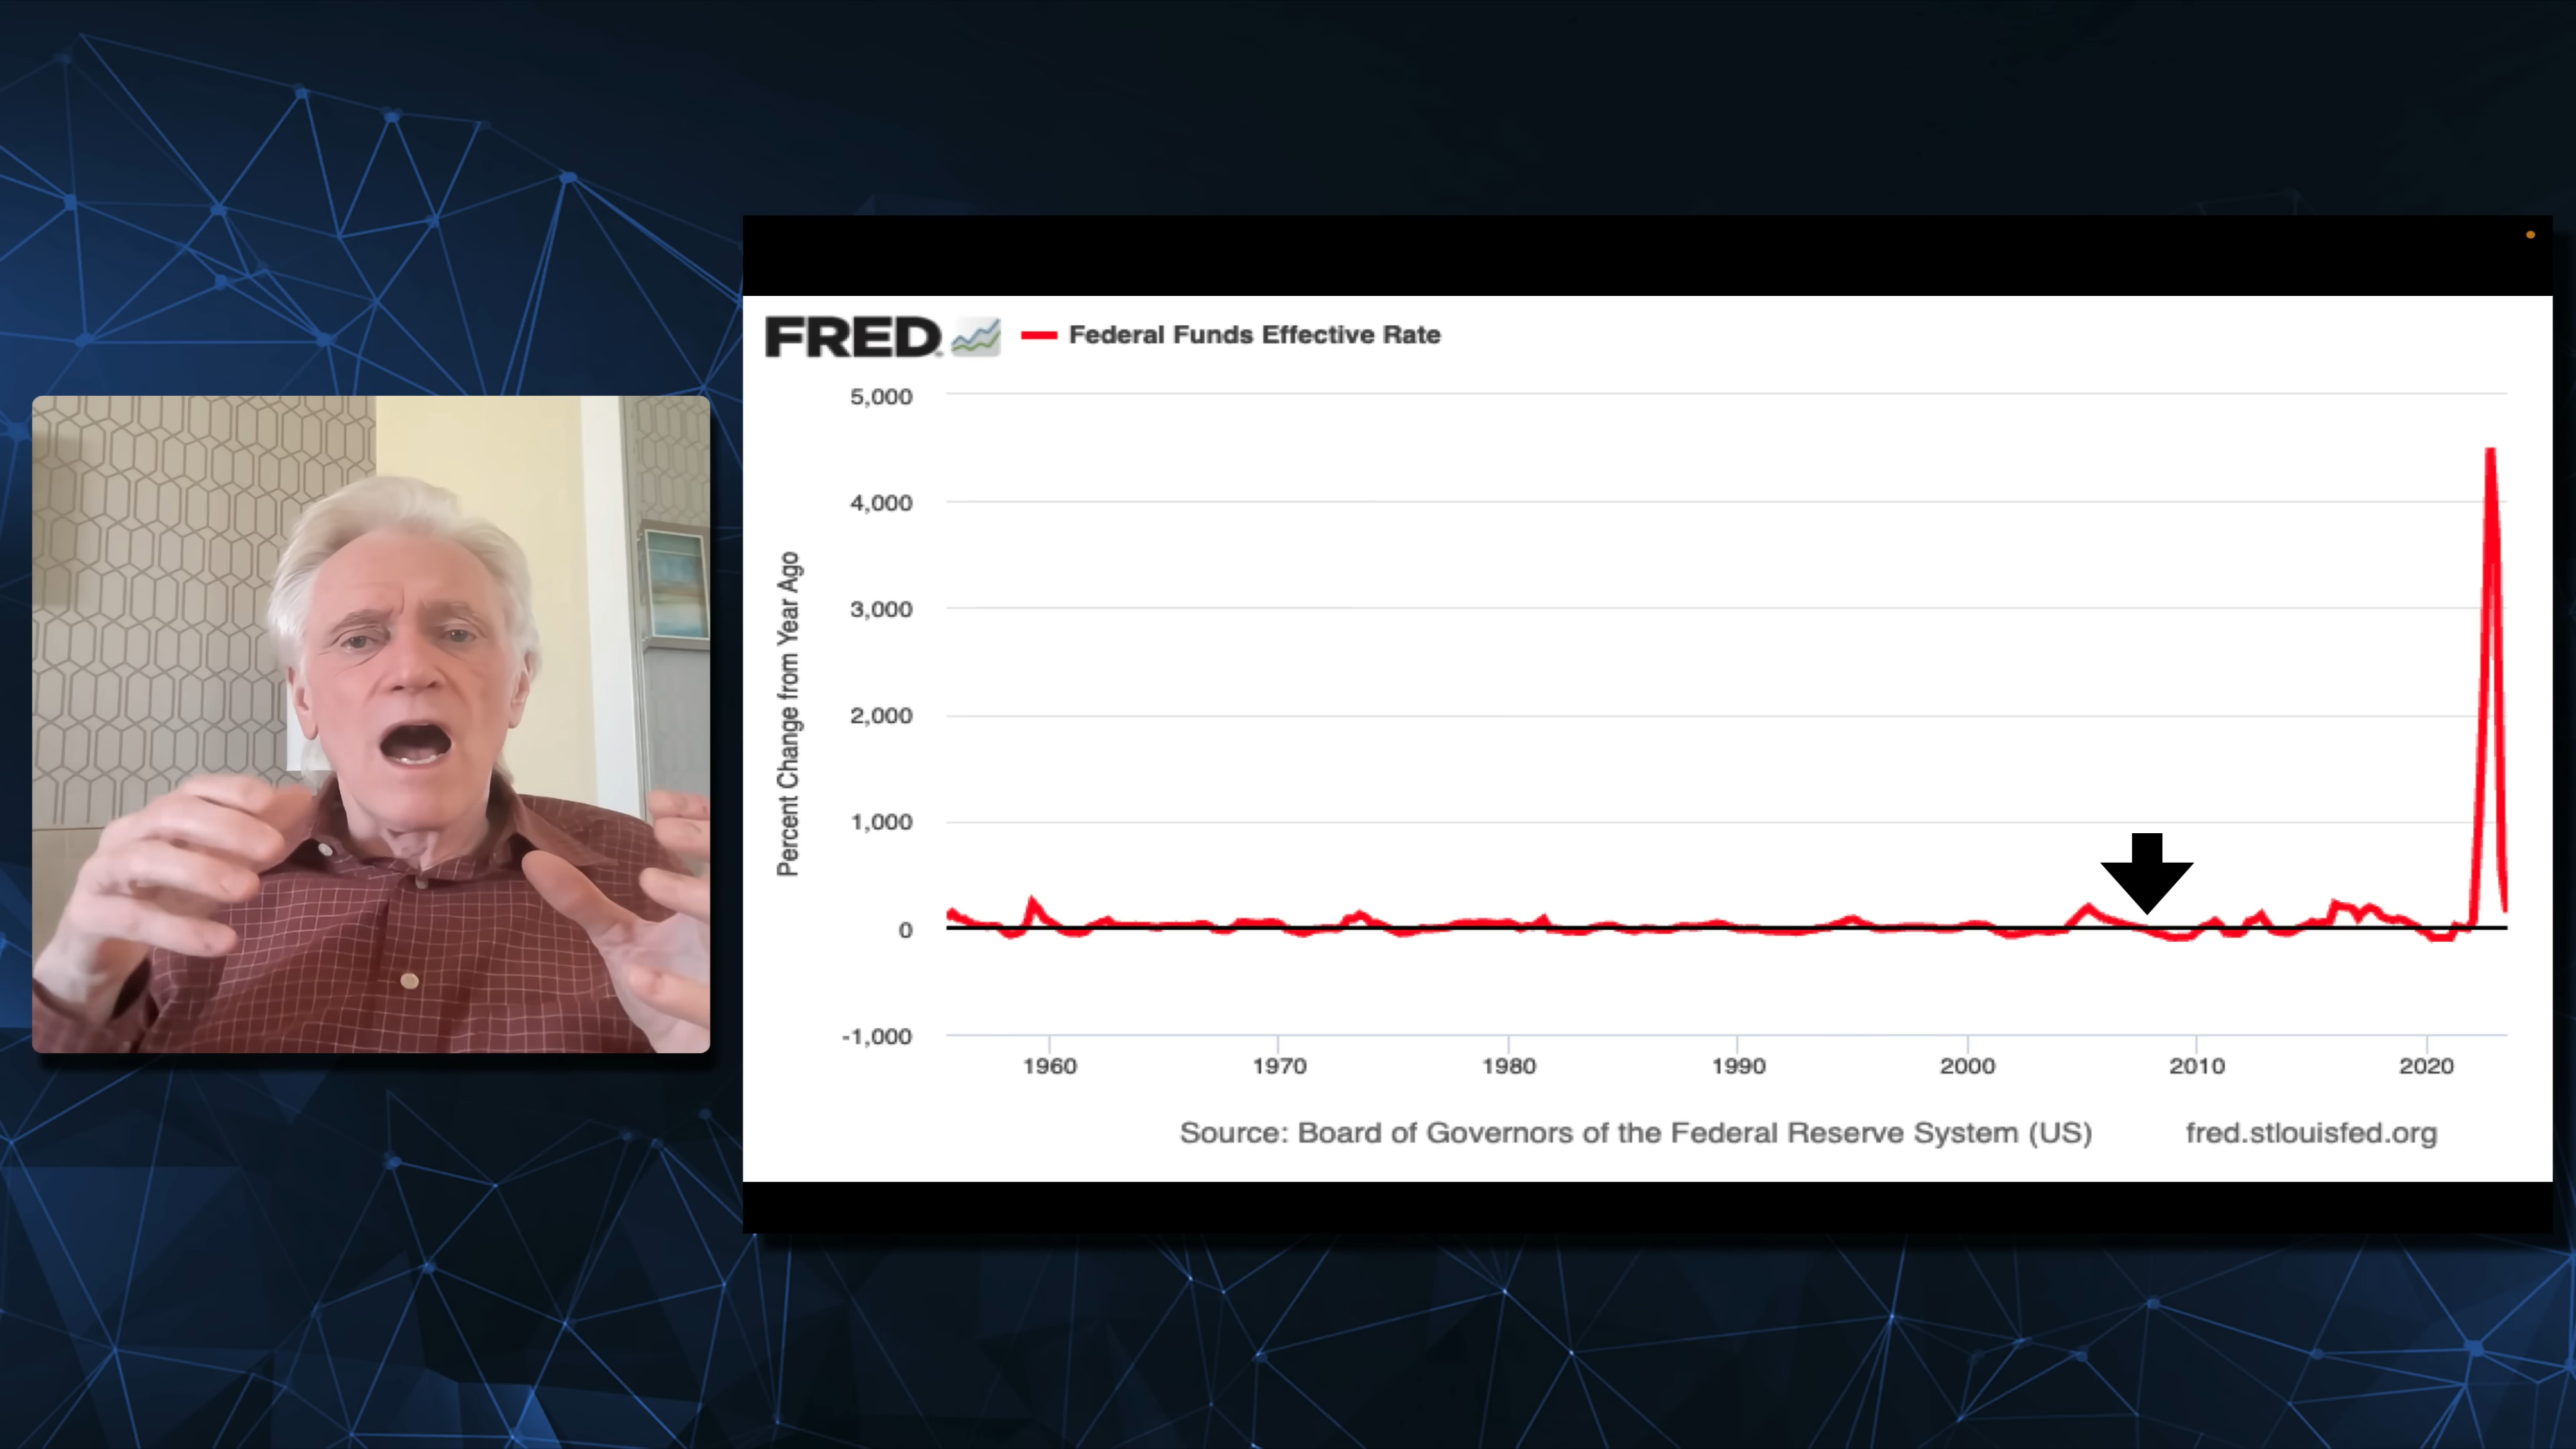 FRED
Federal Funds Effective Rate
5,000
4,000
3,000
2,000
1,000
0
-1,000
Percent Change from Year Ago
1960 1970 1980 1990 2000 2010 2020
Source: Board of Governors of the Federal Reserve System (US) fred.stlouisfed.org